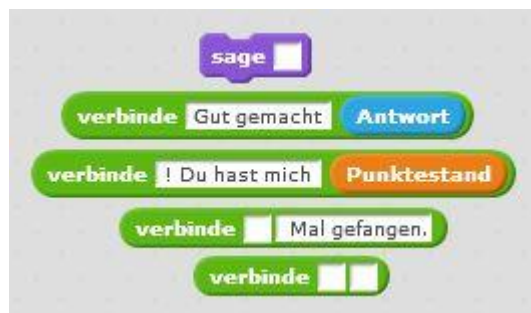 sage
verbinde Gut gemacht Antwort
verbinde ! Du hast mich Punktestand
verbinde Mal gefangen.
verbinde